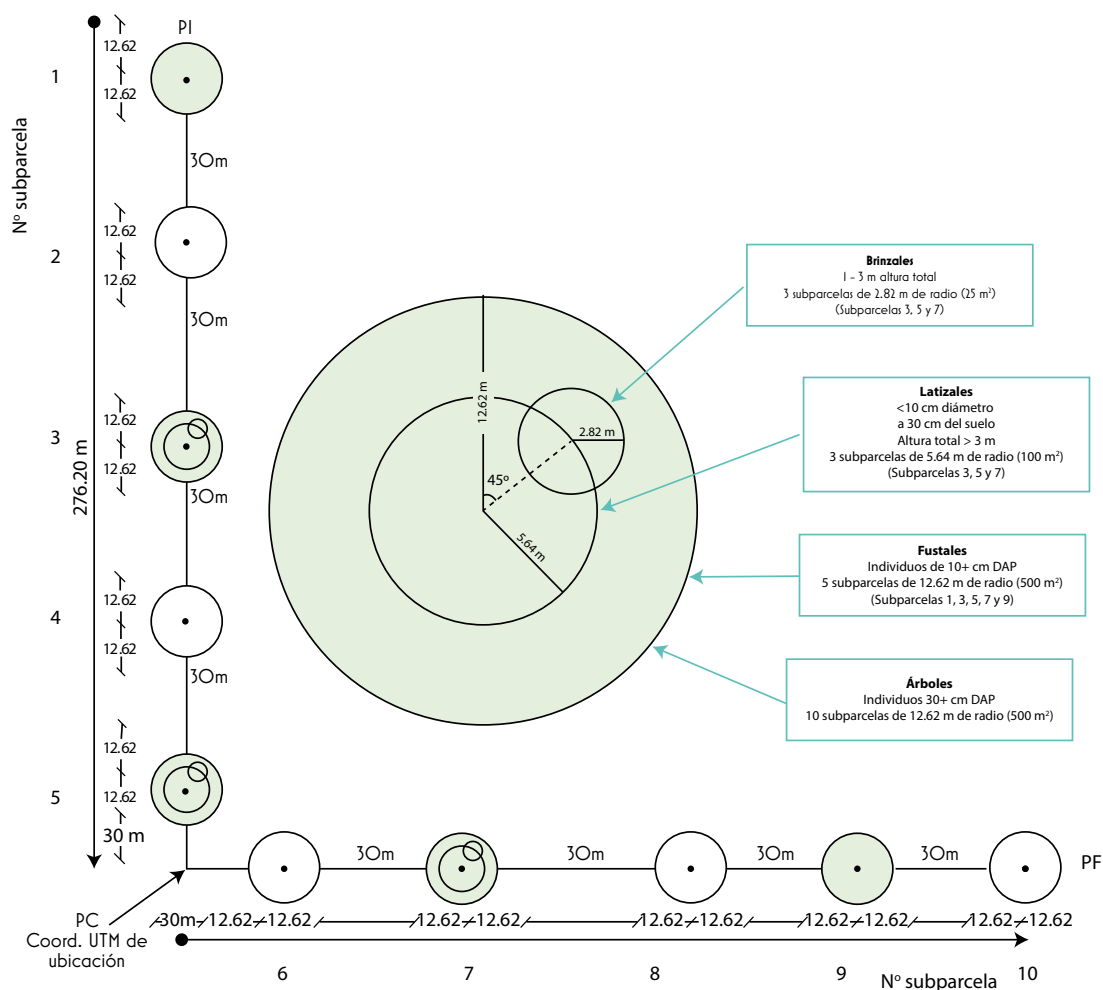 PI
12.62
12.62
1
30m
Nº subparcela
12.62
12.62
2
30m
12.62
12.62
3
30m
276.20 m
12.62
12.62
4
30m
12.62
12.62
5
30 m
Brinzales
1 - 3 m altura total
3 subparcelas de 2.82 m de radio (25 m²)
(Subparcelas 3, 5 y 7)
Latizales
<10 cm diámetro
a 30 cm del suelo
Altura total > 3 m
3 subparcelas de 5.64 m de radio (100 m²)
(Subparcelas 3, 5 y 7)
Fustales
Individuos de 10+ cm DAP
5 subparcelas de 12.62 m de radio (500 m²)
(Subparcelas 1, 3, 5, 7 y 9)
Árboles
Individuos 30+ cm DAP
10 subparcelas de 12.62 m de radio (500 m²)
12.62 m
2.82 m
45º
5.64 m
30m
30m
30m
30m
PF
30m 12.62 12.62 12.62 12.62 12.62 12.62 12.62 12.62 12.62 12.62
PC
Coord. UTM de
ubicación
6 7 8 9 10
Nº subparcela